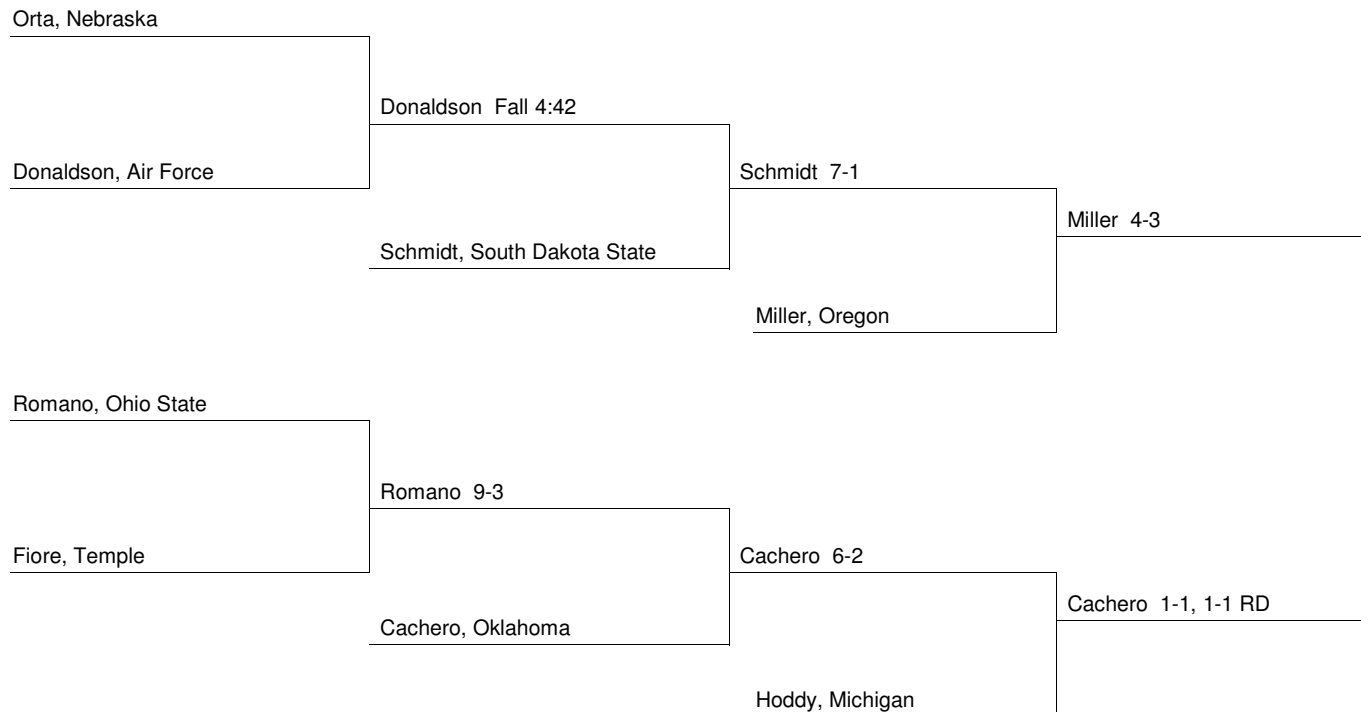 Orta, Nebraska
Donaldson Fall 4:42
Donaldson, Air Force
Schmidt 7-1
Miller 4-3
Schmidt, South Dakota State
Miller, Oregon
Romano, Ohio State
Romano 9-3
Fiore, Temple
Cachero 6-2
Cachero 1-1, 1-1 RD
Cachero, Oklahoma
Hoddy, Michigan